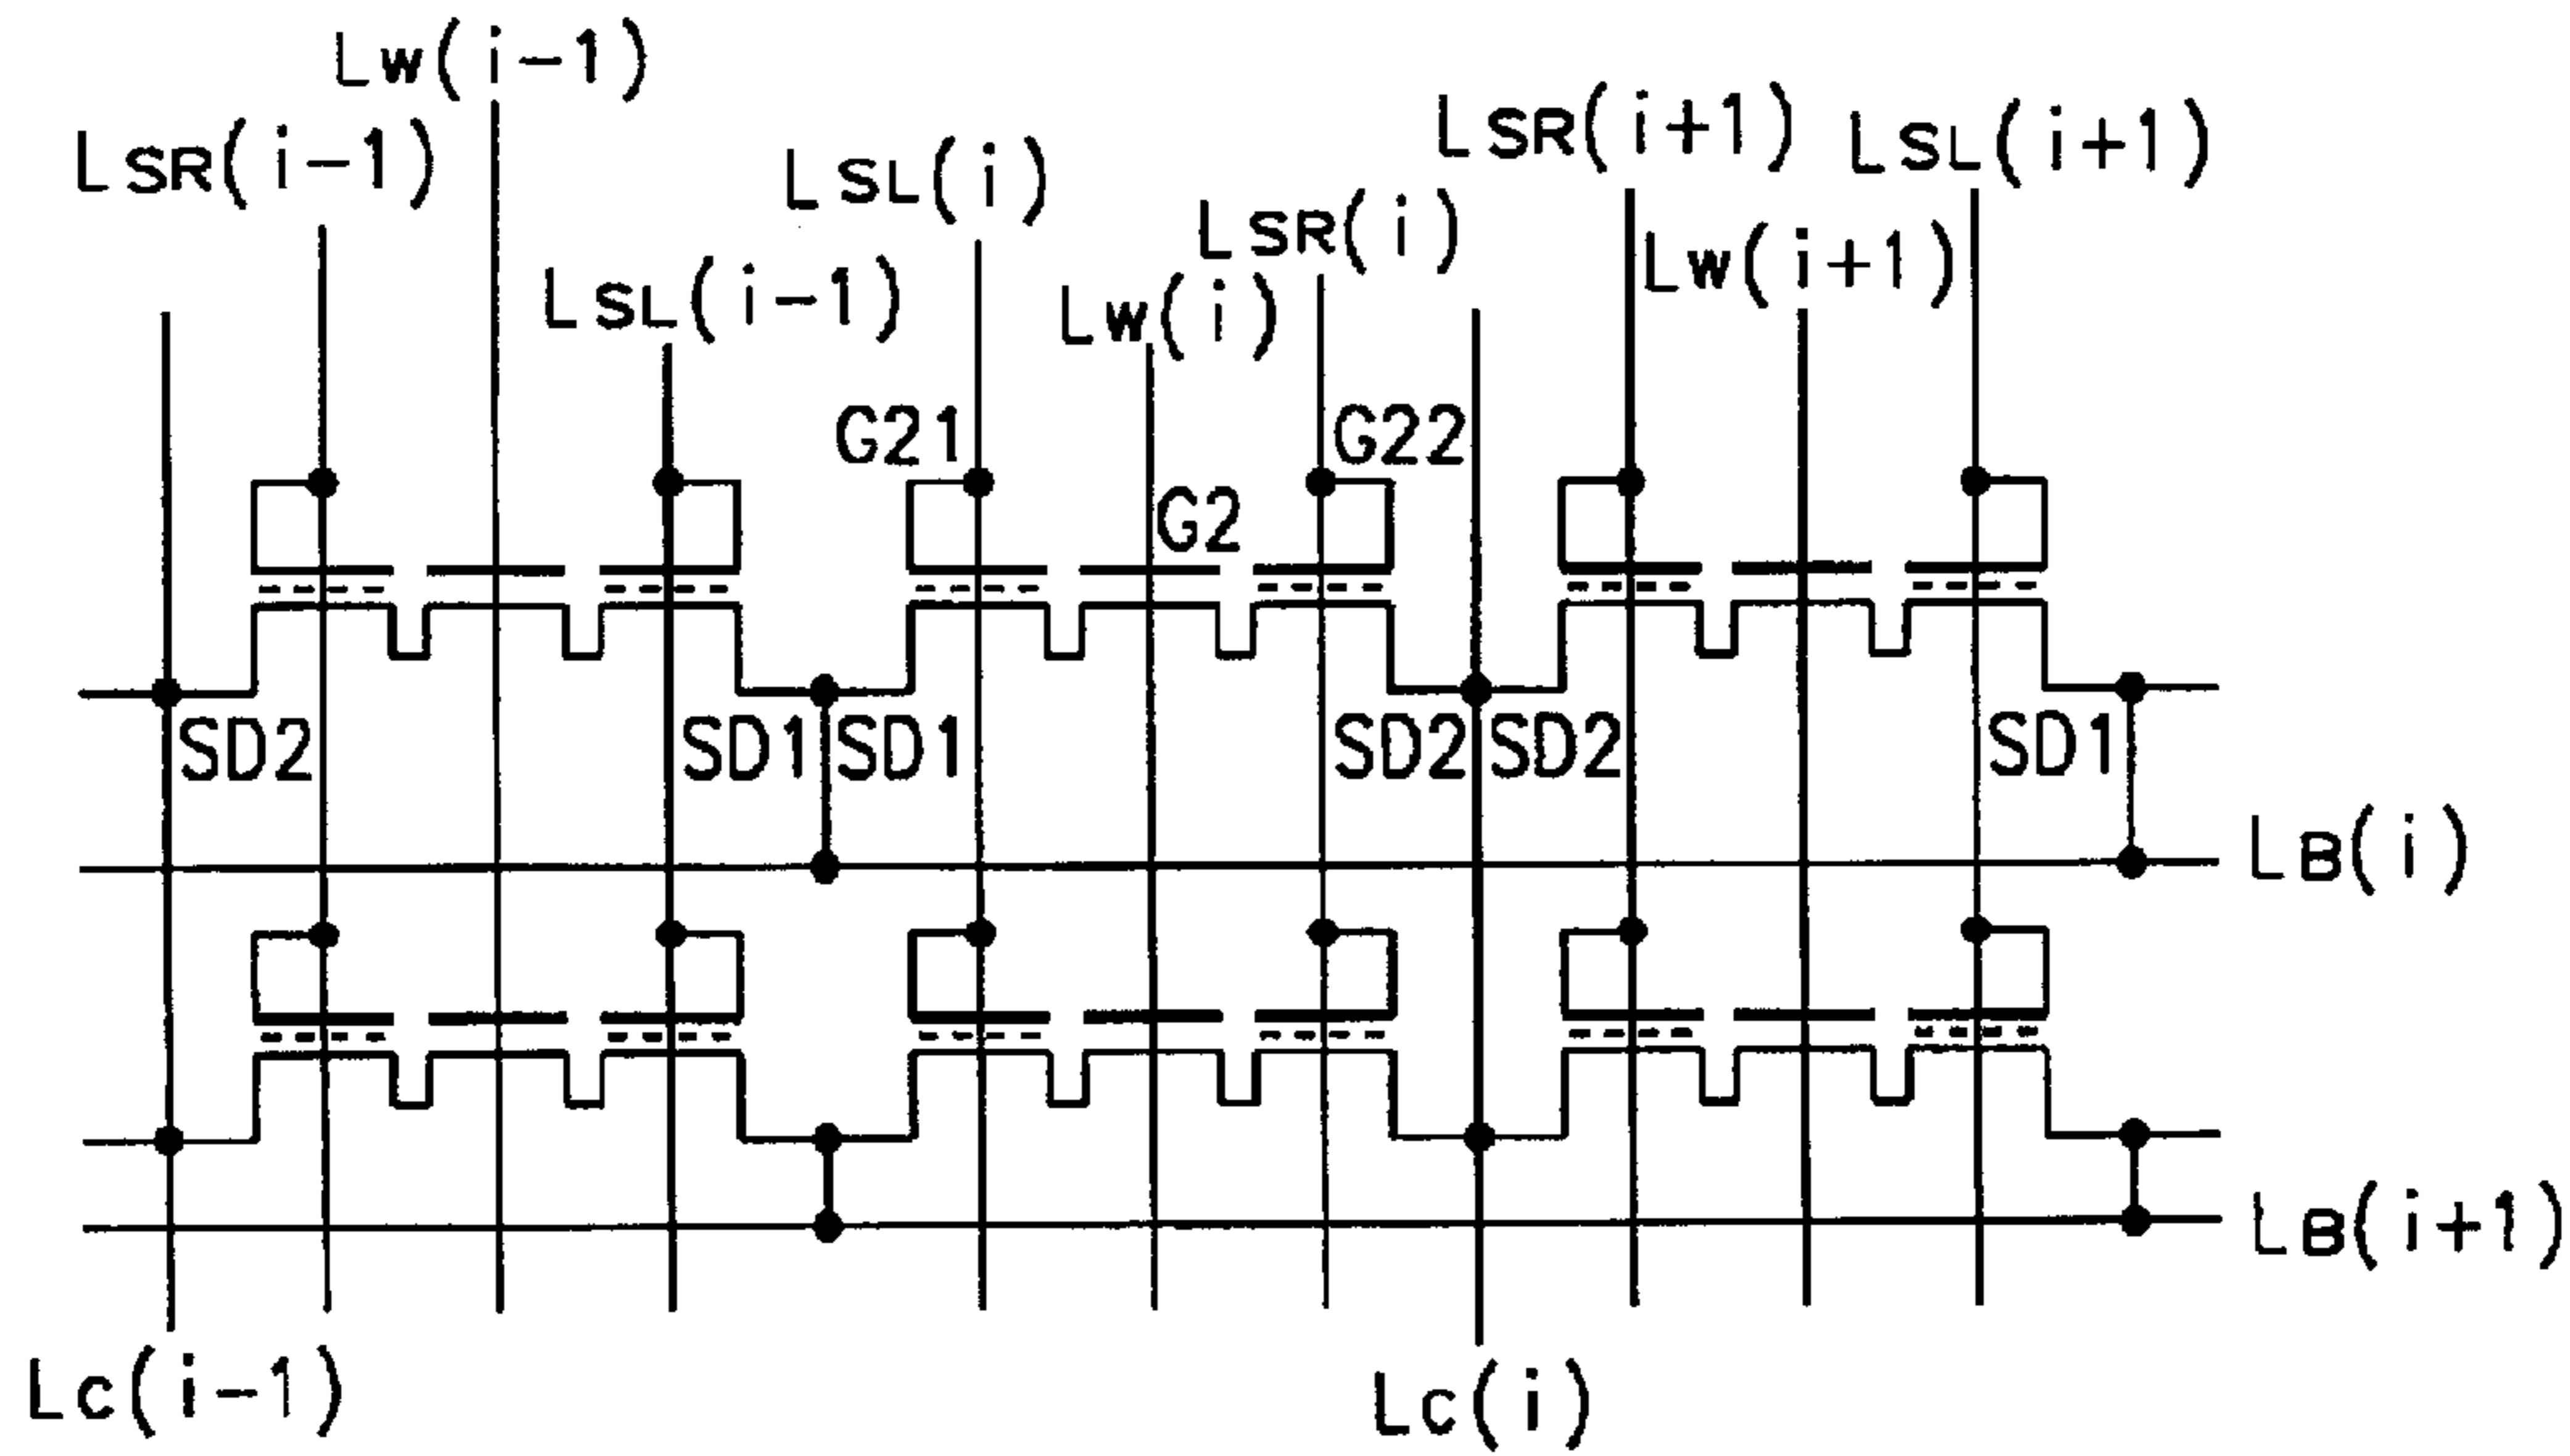 Lw(i-1)
LSR(i-1)
LSL(i-1)
LSL(i)
Lw(i)
LSR(i)
LSR(i+1)
Lw(i+1)
LSL(i+1)
G21
G2
G22
SD2
SD1
SD1
SD2
SD2
SD1
LB(i)
LB(i+1)
Lc(i-1)
Lc(i)